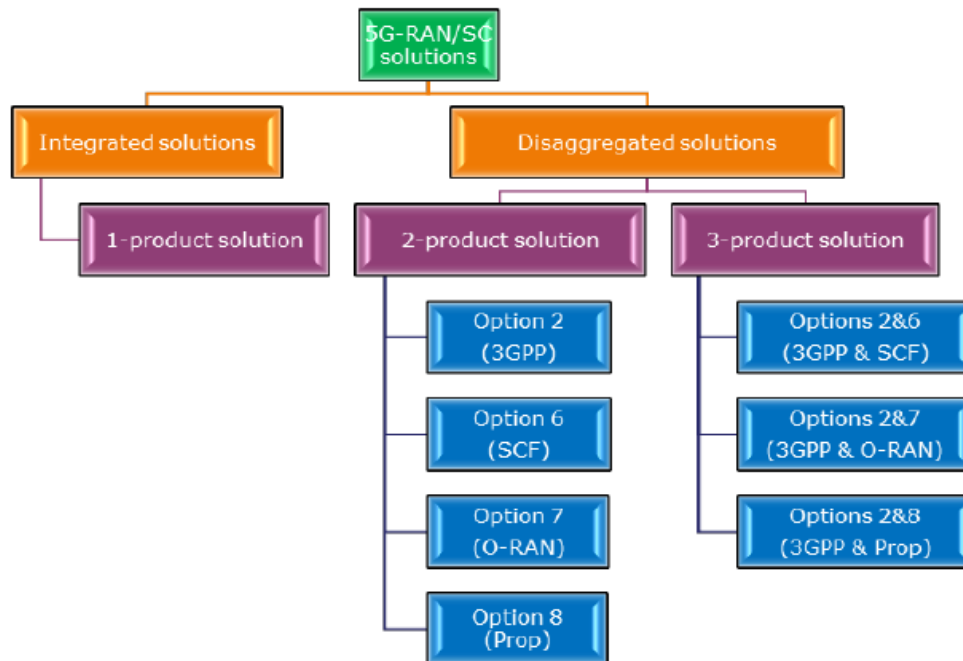 5G-RAN/SC
solutions
Integrated solutions
Disaggregated solutions
1-product solution
2-product solution
3-product solution
Option 2
(3GPP)
Options 2&6
(3GPP & SCF)
Option 6
(SCF)
Options 2&7
(3GPP & O-RAN)
Option 7
(O-RAN)
Options 2&8
(3GPP & Prop)
Option 8
(Prop)